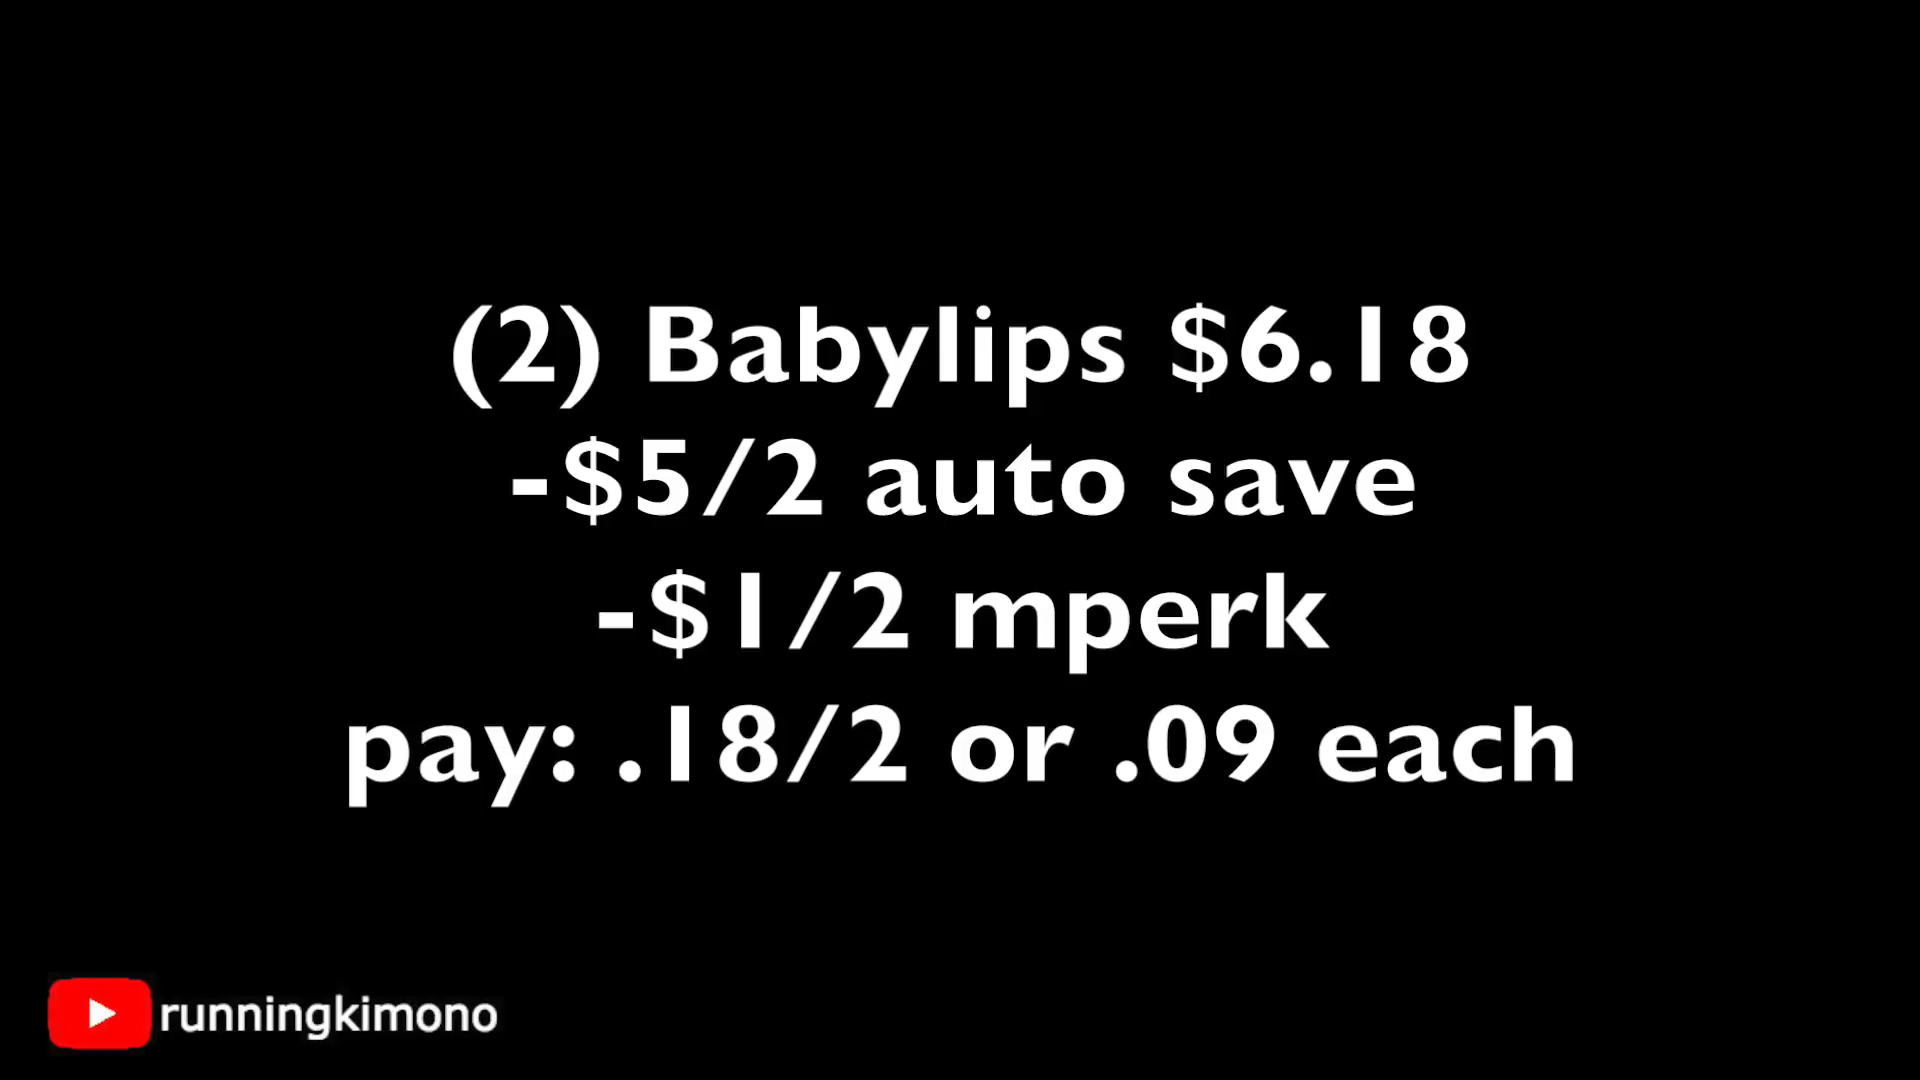 (2) Babylips $6.18
-$5/2 auto save
-$1/2 mperk
pay: .18/2 or .09 each
runningkimono